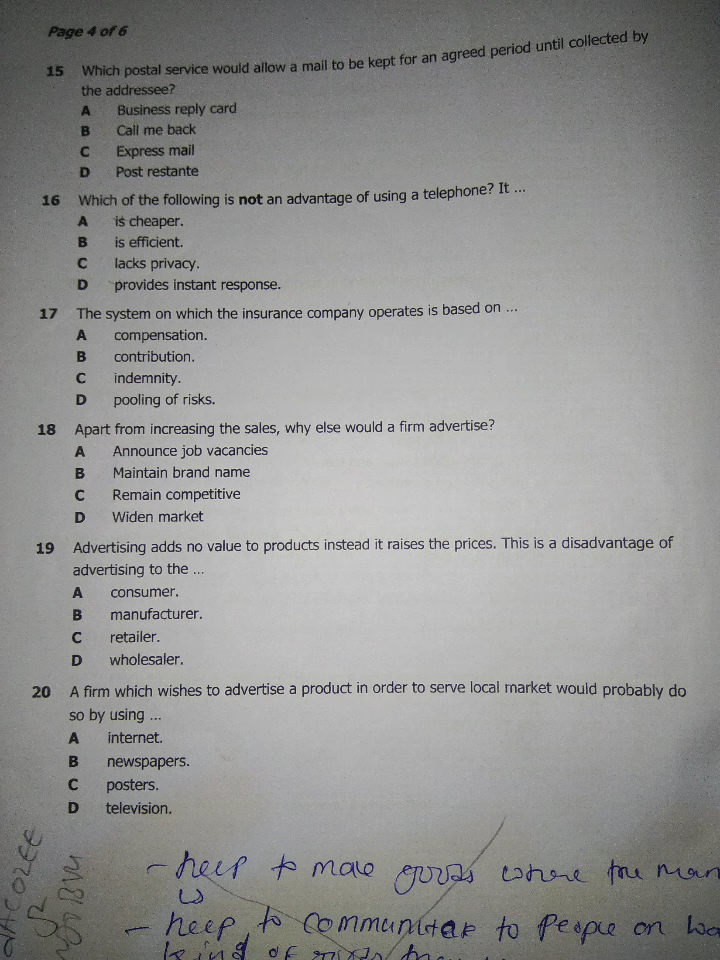 Page 4 of 6
15 Which postal service would allow a mail to be kept for an agreed period until collected by
the addressee?
A Business reply card
B Call me back
C Express mail
D Post restante
16 Which of the following is not an advantage of using a telephone? It ...
A is cheaper.
B is efficient.
C lacks privacy.
D provides instant response.
17 The system on which the insurance company operates is based on ...
A compensation.
B contribution.
C indemnity.
D pooling of risks.
18 Apart from increasing the sales, why else would a firm advertise?
A Announce job vacancies
B Maintain brand name
C Remain competitive
D Widen market
19 Advertising adds no value to products instead it raises the prices. This is a disadvantage of
advertising to the ...
A consumer.
B manufacturer.
C retailer.
D wholesaler.
20 A firm which wishes to advertise a product in order to serve local market would probably do
so by using ...
A internet.
B newspapers.
C posters.
D television.
- help to goods where the
- to to people on
kind of